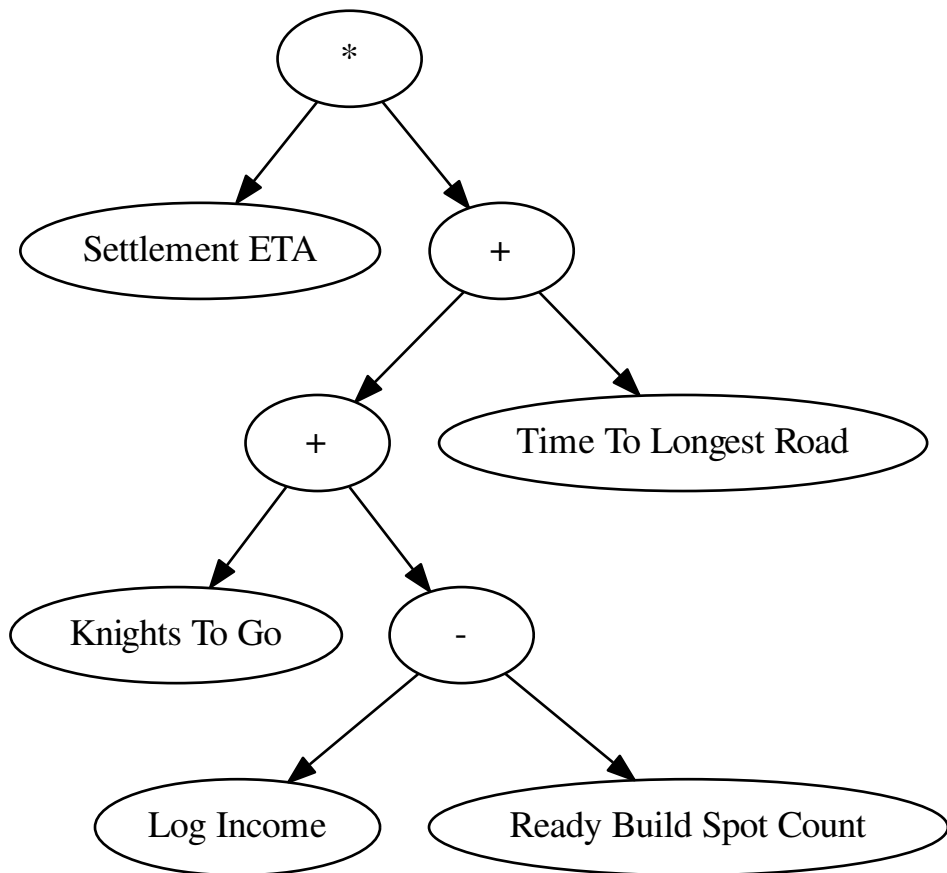 *
Settlement ETA
+
+
Time To Longest Road
Knights To Go
-
Log Income
Ready Build Spot Count